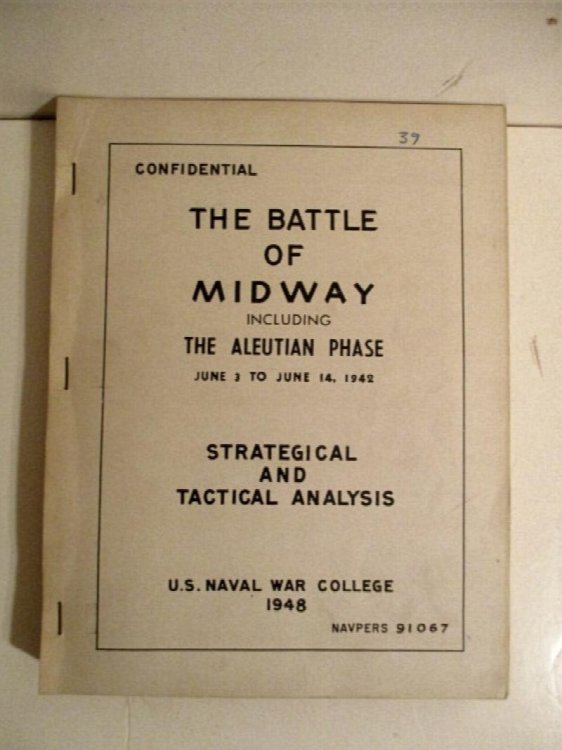 39
CONFIDENTIAL
THE BATTLE
OF
MIDWAY
INCLUDING
THE ALEUTIAN PHASE
JUNE 3 TO JUNE 14, 1942
STRATEGICAL
AND
TACTICAL ANALYSIS
U.S. NAVAL WAR COLLEGE
1948
NAVPERS 91067